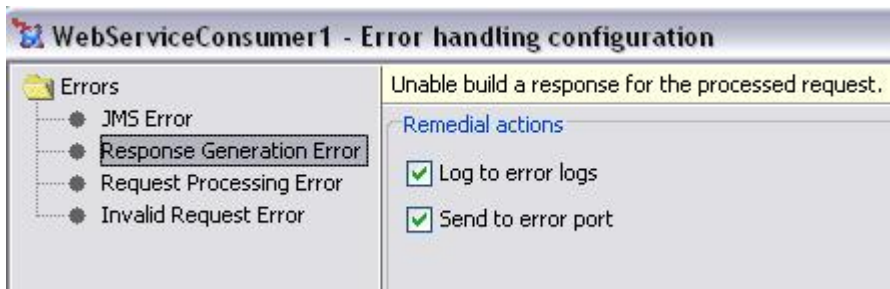 WebServiceConsumer1 - Error handling configuration
Errors
JMS Error
Response Generation Error
Request Processing Error
Invalid Request Error
Unable build a response for the processed request.
Remedial actions
Log to error logs
Send to error port